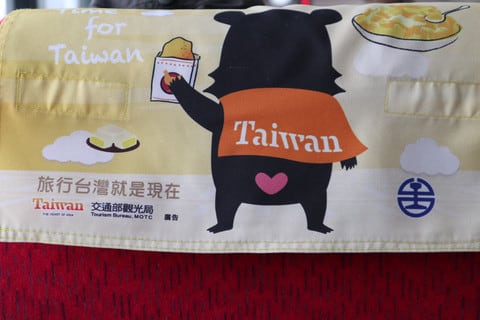 Time for
Taiwan
Taiwan
旅行台灣就是現在
Taiwan
THE HEART OF ASIA
交通部觀光局
Tourism Bureau, MOTC
廣告